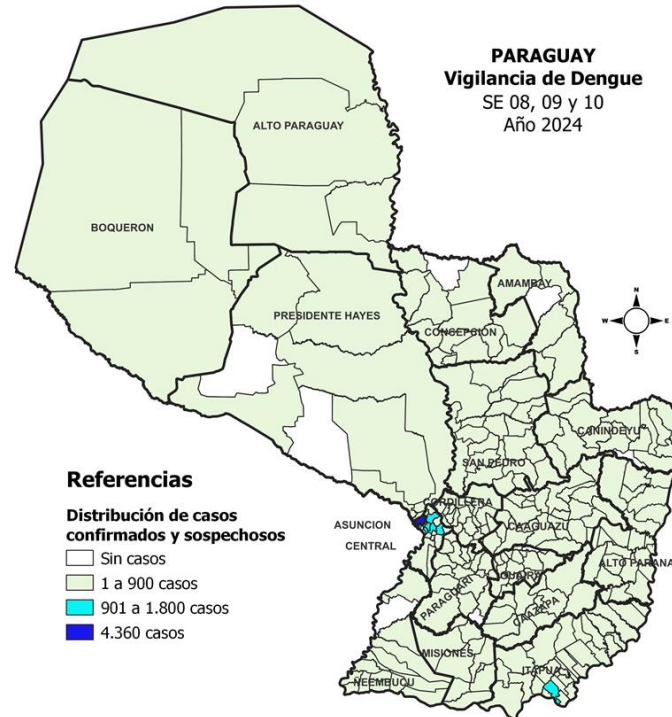 PARAGUAY
Vigilancia de Dengue
SE 08, 09 y 10
Año 2024
ALTO PARAGUAY
BOQUERON
AMAMBAY
N
W E
S
PRESIDENTE HAYES
CONCEPCIÓN
CANINDEYU
SAN PEDRO
Referencias
Distribución de casos
confirmados y sospechosos
Sin casos
1 a 900 casos
901 a 1.800 casos
4.360 casos
CORDILLERA
ASUNCION
CENTRAL
CAAGUAZU
ALTO PARANA
GUAIRA
PARAGUARI
CAAZAPA
MISIONES
ITAPUA
ÑEEMBUCU